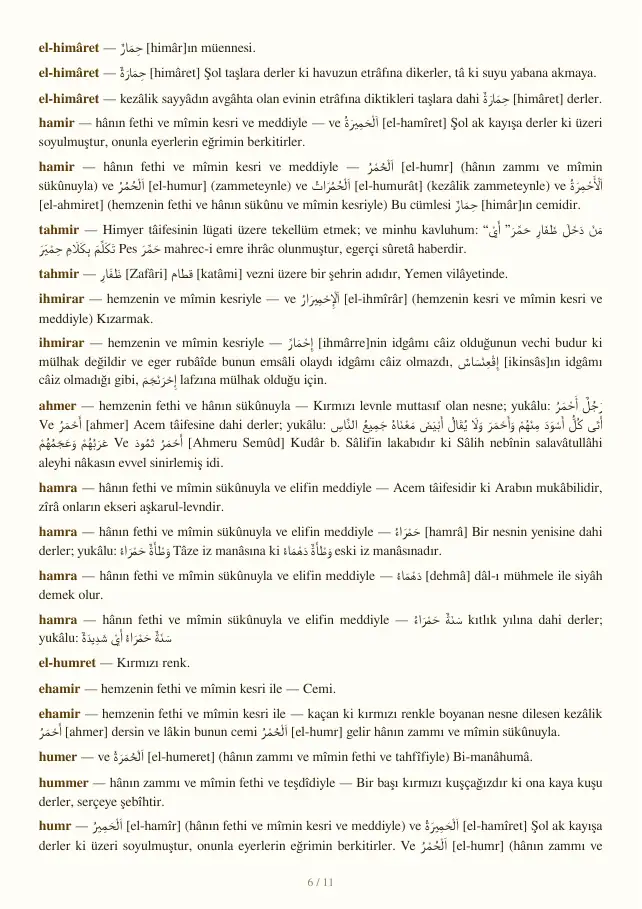 el-himâret — حِمَارٌ [himâr]ın müennesi.
el-himâret — حِمَارَةٌ [himâret] Şol taşlara derler ki havuzun etrâfına dikerler, tâ ki suyu yabana akmaya.
el-himâret — kezâlik sayyâdın avgâhta olan evinin etrafına diktikleri taşlara dahi حِمَارَةٌ [himâret] derler.
hamir — hânın fethi ve mîmin kesri ve meddiyle — ve اَلْحَمِيرَةُ [el-hamîret] Şol ak kayışa derler ki üzeri
soyulmuştur, onunla eyerlerin eğrimin berkitirler.
hamir — hânın fethi ve mîmin kesri ve meddiyle — اَلْحُمْرُ [el-humr] (hânın zammı ve mîmin
sükûnuyla) ve اَلْحُمُرُ [el-humur] (zammeteynle) ve اَلْحُمُرَاتُ [el-humurât] (kezâlik zammeteynle) ve اَلْأَحْمِرَةُ
[el-ahmiret] (hemzenin fethi ve hânın sükûnu ve mîmin kesriyle) Bu cümlesi حِمَارٌ [himâr]ın cemidir.
tahmir — Himyer tâifesinin lügati üzere tekellüm etmek; ve minhu kavluhum: “مَنْ دَخَلَ ظَفَارِ حَمَّرَ” أَيْ
تَكَلَّمَ بِكَلَامِ حِمْيَرَ Pes حَمَّرَ mahrec-i emre ihrâc olunmuştur, egerçi sûretâ haberdir.
tahmir — ظَفَارِ [Zafâri] قطام [katâmi] vezni üzere bir şehrin adıdır, Yemen vilâyetinde.
ihmirar — hemzenin ve mîmin kesriyle — ve اَلْإِحْمِيرَارُ [el-ihmîrâr] (hemzenin kesri ve mîmin kesri ve
meddiyle) Kızarmak.
ihmirar — hemzenin ve mîmin kesriyle — إِحْمَارَّ [ihmârre]nin idgâmı câiz olduğunun vechi budur ki
mülhak değildir ve eger rubâîde bunun emsâli olaydı idgâmı câiz olmazdı, إِقْعِنْسَاسٌ [ikinsâs]ın idgâmı
câiz olmadığı gibi, إِحْرَنْجَمَ lafzına mülhak olduğu için.
ahmer — hemzenin fethi ve hânın sükûnuyla — Kırmızı levnle muttasıf olan nesne; yukâlu: رَجُلٌ أَحْمَرُ
Ve أَحْمَرُ [ahmer] Acem tâifesine dahi derler; yukâlu: أَتَى كُلُّ أَسْوَدَ مِنْهُمْ وَأَحْمَرَ وَلَا يُقَالُ أَبْيَضُ مَعْنَاهُ جَمِيعُ النَّاسِ
عَرَبُهُمْ وَعَجَمُهُمْ Ve أَحْمَرُ ثَمُودَ [Ahmeru Semûd] Kudâr b. Sâlifin lakabıdır ki Sâlih nebînin salavâtullâhi
aleyhi nâkasın evvel sinirlemiş idi.
hamra — hânın fethi ve mîmin sükûnuyla ve elifin meddiyle — Acem tâifesidir ki Arabın mukâbilidir,
zîrâ onların ekseri aşkarul-levndir.
hamra — hânın fethi ve mîmin sükûnuyla ve elifin meddiyle — حَمْرَاءُ [hamrâ] Bir nesnin yenisine dahi
derler; yukâlu: وَطْأَةٌ حَمْرَاءُ Tâze iz manâsına ki وَطْأَةٌ دَهْمَاءُ eski iz manâsınadır.
hamra — hânın fethi ve mîmin sükûnuyla ve elifin meddiyle — دَهْمَاءُ [dehmâ] dâl-ı mühmele ile siyâh
demek olur.
hamra — hânın fethi ve mîmin sükûnuyla ve elifin meddiyle — سَنَةٌ حَمْرَاءُ kıtlık yılına dahi derler;
yukâlu: سَنَةٌ حَمْرَاءُ أَيْ شَدِيدَةٌ
el-humret — Kırmızı renk.
ehamir — hemzenin fethi ve mîmin kesri ile — Cemi.
ehamir — hemzenin fethi ve mîmin kesri ile — kaçan ki kırmızı renkle boyanan nesne dilesen kezâlik
أَحْمَرُ [ahmer] dersin ve lâkin bunun cemi اَلْحُمْرُ [el-humr] gelir hânın zammı ve mîmin sükûnuyla.
humer — ve اَلْحُمَرَةُ [el-humeret] (hânın zammı ve mîmin fethi ve tahfîfiyle) Bi-manâhumâ.
hummer — hânın zammı ve mîmin fethi ve teşdîdiyle — Bir başı kırmızı kuşçağızdır ki ona kaya kuşu
derler, serçeye şebîhtir.
humr — اَلْحَمِيرُ [el-hamîr] (hânın fethi ve mîmin kesri ve meddiyle) ve اَلْحَمِيرَةُ [el-hamîret] Şol ak kayışa
derler ki üzeri soyulmuştur, onunla eyerlerin eğrimin berkitirler. Ve اَلْحُمْرُ [el-humr] (hânın zammı ve
6 / 11